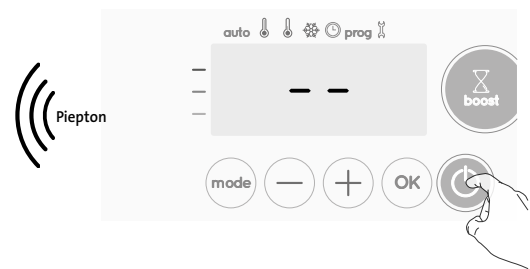 auto prog
Piepton
– –
boost
mode – + OK